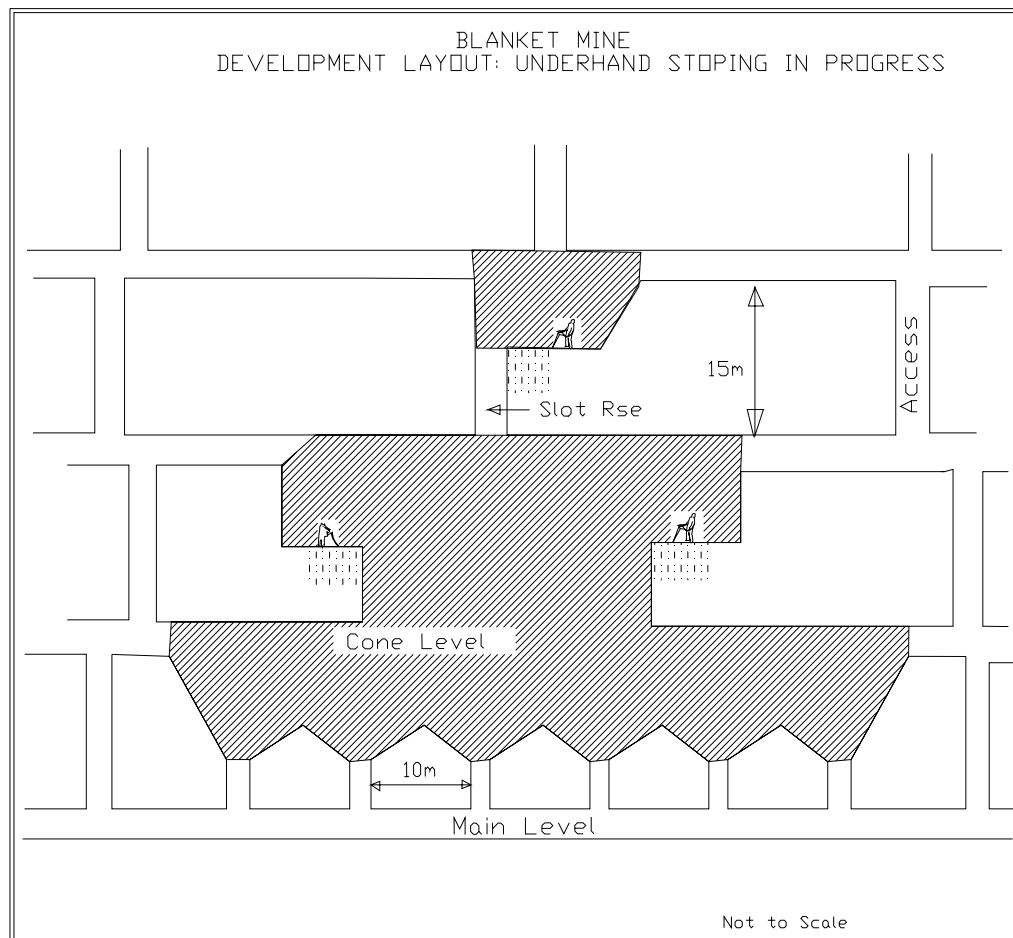 BLANKET MINE
DEVELOPMENT LAYOUT: UNDERHAND STOPING IN PROGRESS
15m
Access
Slot Rse
Cone Level
10m
Main Level
Not to Scale